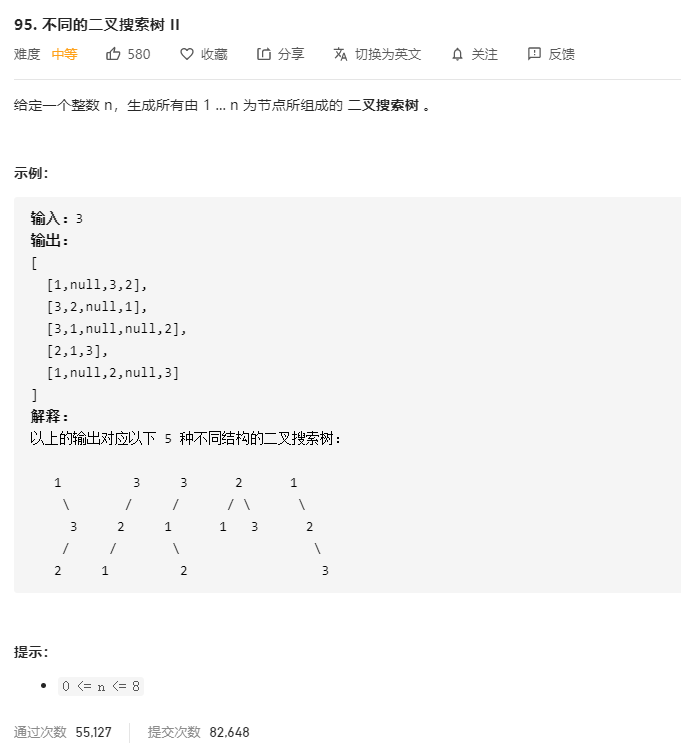 95. 不同的二叉搜索树 II
难度 中等 580 收藏 分享 切换为英文 关注 反馈
给定一个整数 n，生成所有由 1 ... n 为节点所组成的 二叉搜索树 。
示例：
输入：3
输出：
[
  [1,null,3,2],
  [3,2,null,1],
  [3,1,null,null,2],
  [2,1,3],
  [1,null,2,null,3]
]
解释：
以上的输出对应以下 5 种不同结构的二叉搜索树：
   1         3     3      2      1
    \       /     /      / \      \
     3     2     1      1   3      2
    /     /       \                 \
   2     1         2                 3
提示：
• 0 <= n <= 8
通过次数 55,127 提交次数 82,648